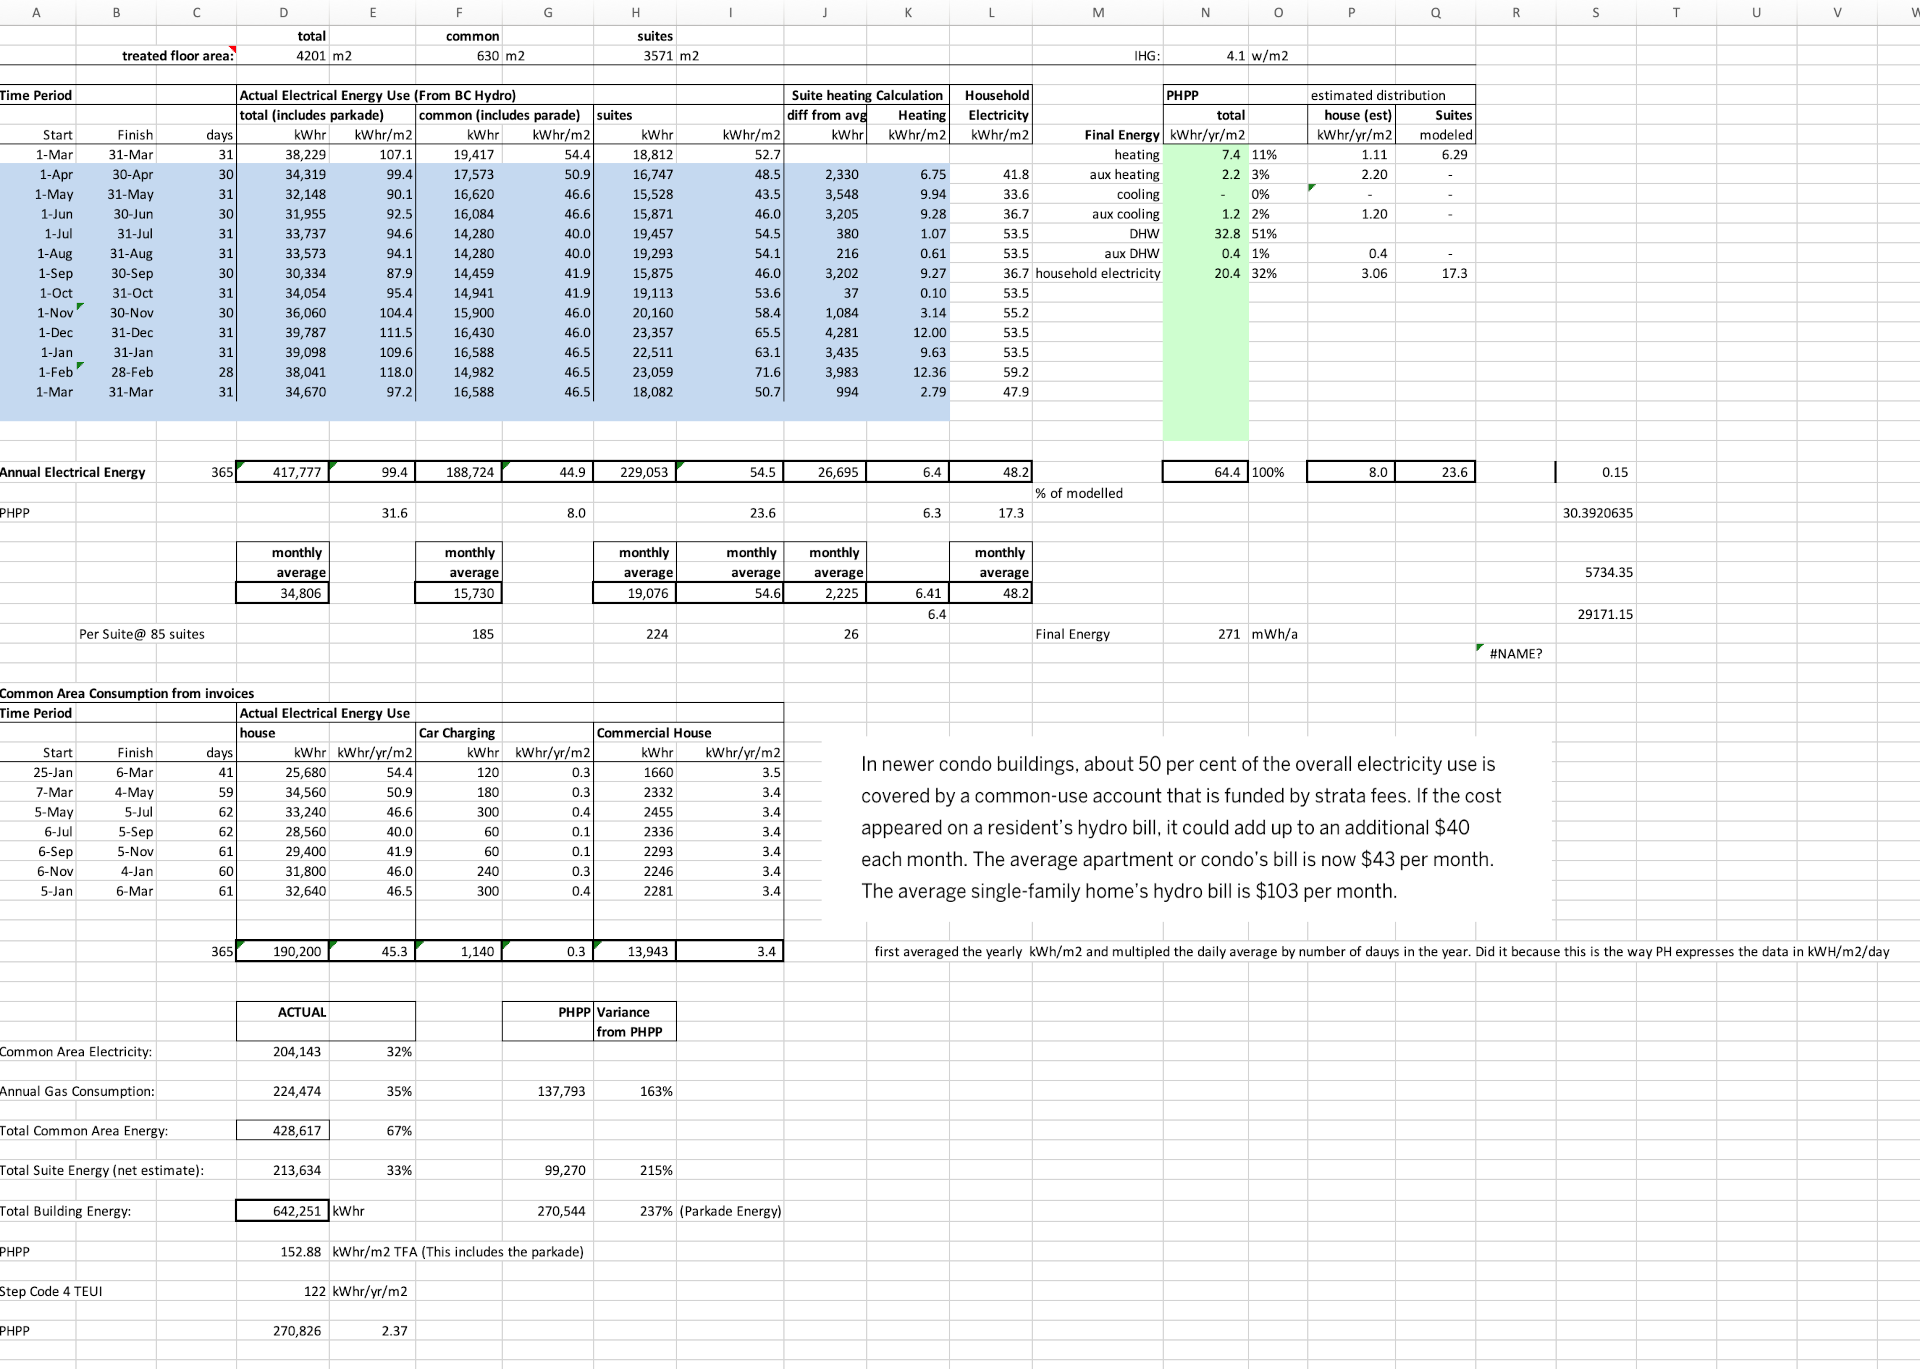 A B C D E F G H I J K L M N O P Q R S T U V W
total common suites
treated floor area: 4201 m2 630 m2 3571 m2 IHG: 4.1 w/m2
Time Period Actual Electrical Energy Use (From BC Hydro) Suite heating Calculation Household PHPP estimated distribution
total (includes parkade) common (includes parade) suites diff from avg Heating Electricity total house (est) Suites
Start Finish days kWhr kWhr/m2 kWhr kWhr/m2 kWhr kWhr/m2 kWhr kWhr/m2 kWhr/m2 Final Energy kWhr/yr/m2 kWhr/yr/m2 modeled
1-Mar 31-Mar 31 38,229 107.1 19,417 54.4 18,812 52.7 heating 7.4 11% 1.11 6.29
1-Apr 30-Apr 30 34,319 99.4 17,573 50.9 16,747 48.5 2,330 6.75 41.8 aux heating 2.2 3% 2.20 -
1-May 31-May 31 32,148 90.1 16,620 46.6 15,528 43.5 3,548 9.94 33.6 cooling - 0% - -
1-Jun 30-Jun 30 31,955 92.5 16,084 46.6 15,871 46.0 3,205 9.28 36.7 aux cooling 1.2 2% 1.20 -
1-Jul 31-Jul 31 33,737 94.6 14,280 40.0 19,457 54.5 380 1.07 53.5 DHW 32.8 51%
1-Aug 31-Aug 31 33,573 94.1 14,280 40.0 19,293 54.1 216 0.61 53.5 aux DHW 0.4 1% 0.4 -
1-Sep 30-Sep 30 30,334 87.9 14,459 41.9 15,875 46.0 3,202 9.27 36.7 household electricity 20.4 32% 3.06 17.3
1-Oct 31-Oct 31 34,054 95.4 14,941 41.9 19,113 53.6 37 0.10 53.5
1-Nov 30-Nov 30 36,060 104.4 15,900 46.0 20,160 58.4 1,084 3.14 55.2
1-Dec 31-Dec 31 39,787 111.5 16,430 46.0 23,357 65.5 4,281 12.00 53.5
1-Jan 31-Jan 31 39,098 109.6 16,588 46.5 22,511 63.1 3,435 9.63 53.5
1-Feb 28-Feb 28 38,041 118.0 14,982 46.5 23,059 71.6 3,983 12.36 59.2
1-Mar 31-Mar 31 34,670 97.2 16,588 46.5 18,082 50.7 994 2.79 47.9
Annual Electrical Energy 365 417,777 99.4 188,724 44.9 229,053 54.5 26,695 6.4 48.2 64.4 100% 8.0 23.6 0.15
% of modelled
PHPP 31.6 8.0 23.6 6.3 17.3 30.3920635
monthly monthly monthly monthly monthly monthly
average average average average average average 5734.35
34,806 15,730 19,076 54.6 2,225 6.41 48.2
6.4 29171.15
Per Suite@ 85 suites 185 224 26 Final Energy 271 mWh/a
#NAME?
Common Area Consumption from invoices
Time Period Actual Electrical Energy Use
house Car Charging Commercial House
Start Finish days kWhr kWhr/yr/m2 kWhr kWhr/yr/m2 kWhr kWhr/yr/m2
25-Jan 6-Mar 41 25,680 54.4 120 0.3 1660 3.5
7-Mar 4-May 59 34,560 50.9 180 0.3 2332 3.4
5-May 5-Jul 62 33,240 46.6 300 0.4 2455 3.4
6-Jul 5-Sep 62 28,560 40.0 60 0.1 2336 3.4
6-Sep 5-Nov 61 29,400 41.9 60 0.1 2293 3.4
6-Nov 4-Jan 60 31,800 46.0 240 0.3 2246 3.4
5-Jan 6-Mar 61 32,640 46.5 300 0.4 2281 3.4
In newer condo buildings, about 50 per cent of the overall electricity use is
covered by a common-use account that is funded by strata fees. If the cost
appeared on a resident's hydro bill, it could add up to an additional $40
each month. The average apartment or condo's bill is now $43 per month.
The average single-family home's hydro bill is $103 per month.
365 190,200 45.3 1,140 0.3 13,943 3.4 first averaged the yearly kWh/m2 and multipled the daily average by number of dauys in the year. Did it because this is the way PH expresses the data in kWH/m2/day
ACTUAL PHPP Variance
from PHPP
Common Area Electricity: 204,143 32%
Annual Gas Consumption: 224,474 35% 137,793 163%
Total Common Area Energy: 428,617 67%
Total Suite Energy (net estimate): 213,634 33% 99,270 215%
Total Building Energy: 642,251 kWhr 270,544 237% (Parkade Energy)
PHPP 152.88 kWhr/m2 TFA (This includes the parkade)
Step Code 4 TEUI 122 kWhr/yr/m2
PHPP 270,826 2.37